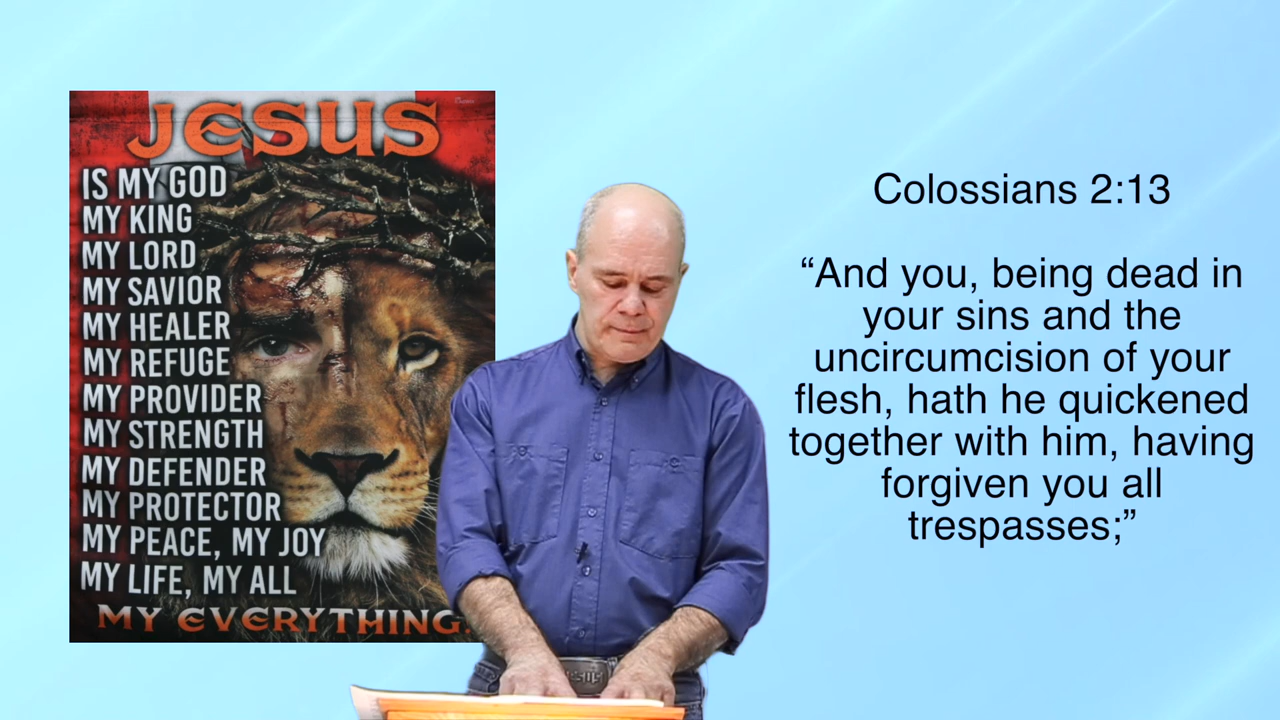 JESUS
IS MY GOD
MY KING
MY LORD
MY SAVIOR
MY HEALER
MY REFUGE
MY PROVIDER
MY STRENGTH
MY DEFENDER
MY PROTECTOR
MY PEACE, MY JOY
MY LIFE, MY ALL
MY EVERYTHING.
JESUS
Colossians 2:13
“And you, being dead in
your sins and the
uncircumcision of your
flesh, hath he quickened
together with him, having
forgiven you all
trespasses;”